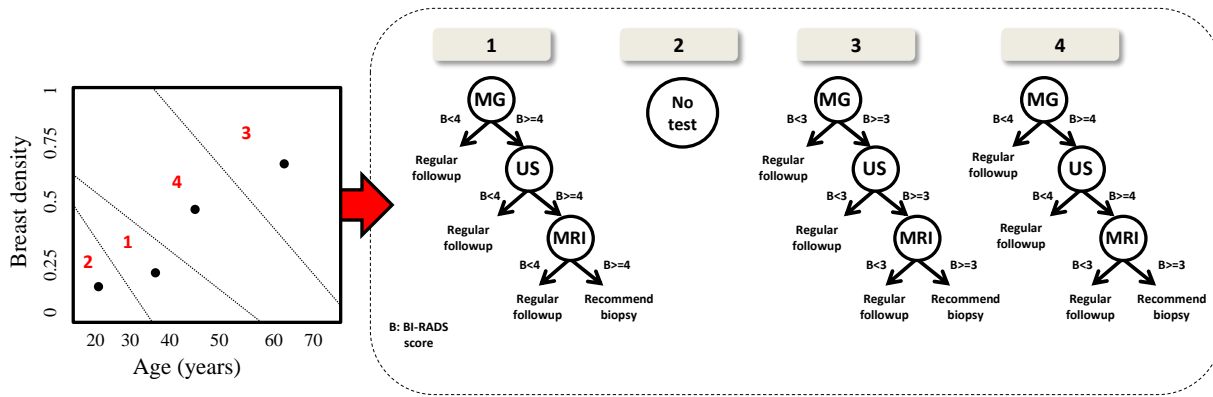 1
2
3
4
MG
B<4
B>=4
Regular
followup
US
B<4
B>=4
Regular
followup
MRI
B<4
B>=4
Regular
followup
Recommend
biopsy
No
test
MG
B<3
B>=3
Regular
followup
US
B<3
B>=3
Regular
followup
MRI
B<3
B>=3
Regular
followup
Recommend
biopsy
MG
B<4
B>=4
Regular
followup
US
B<4
B>=4
Regular
followup
MRI
B<3
B>=3
Regular
followup
Recommend
biopsy
B: BI-RADS
score
Breast density
0
0.25
0.5
0.75
1
3
4
1
2
20 30 40 50 60 70
Age (years)